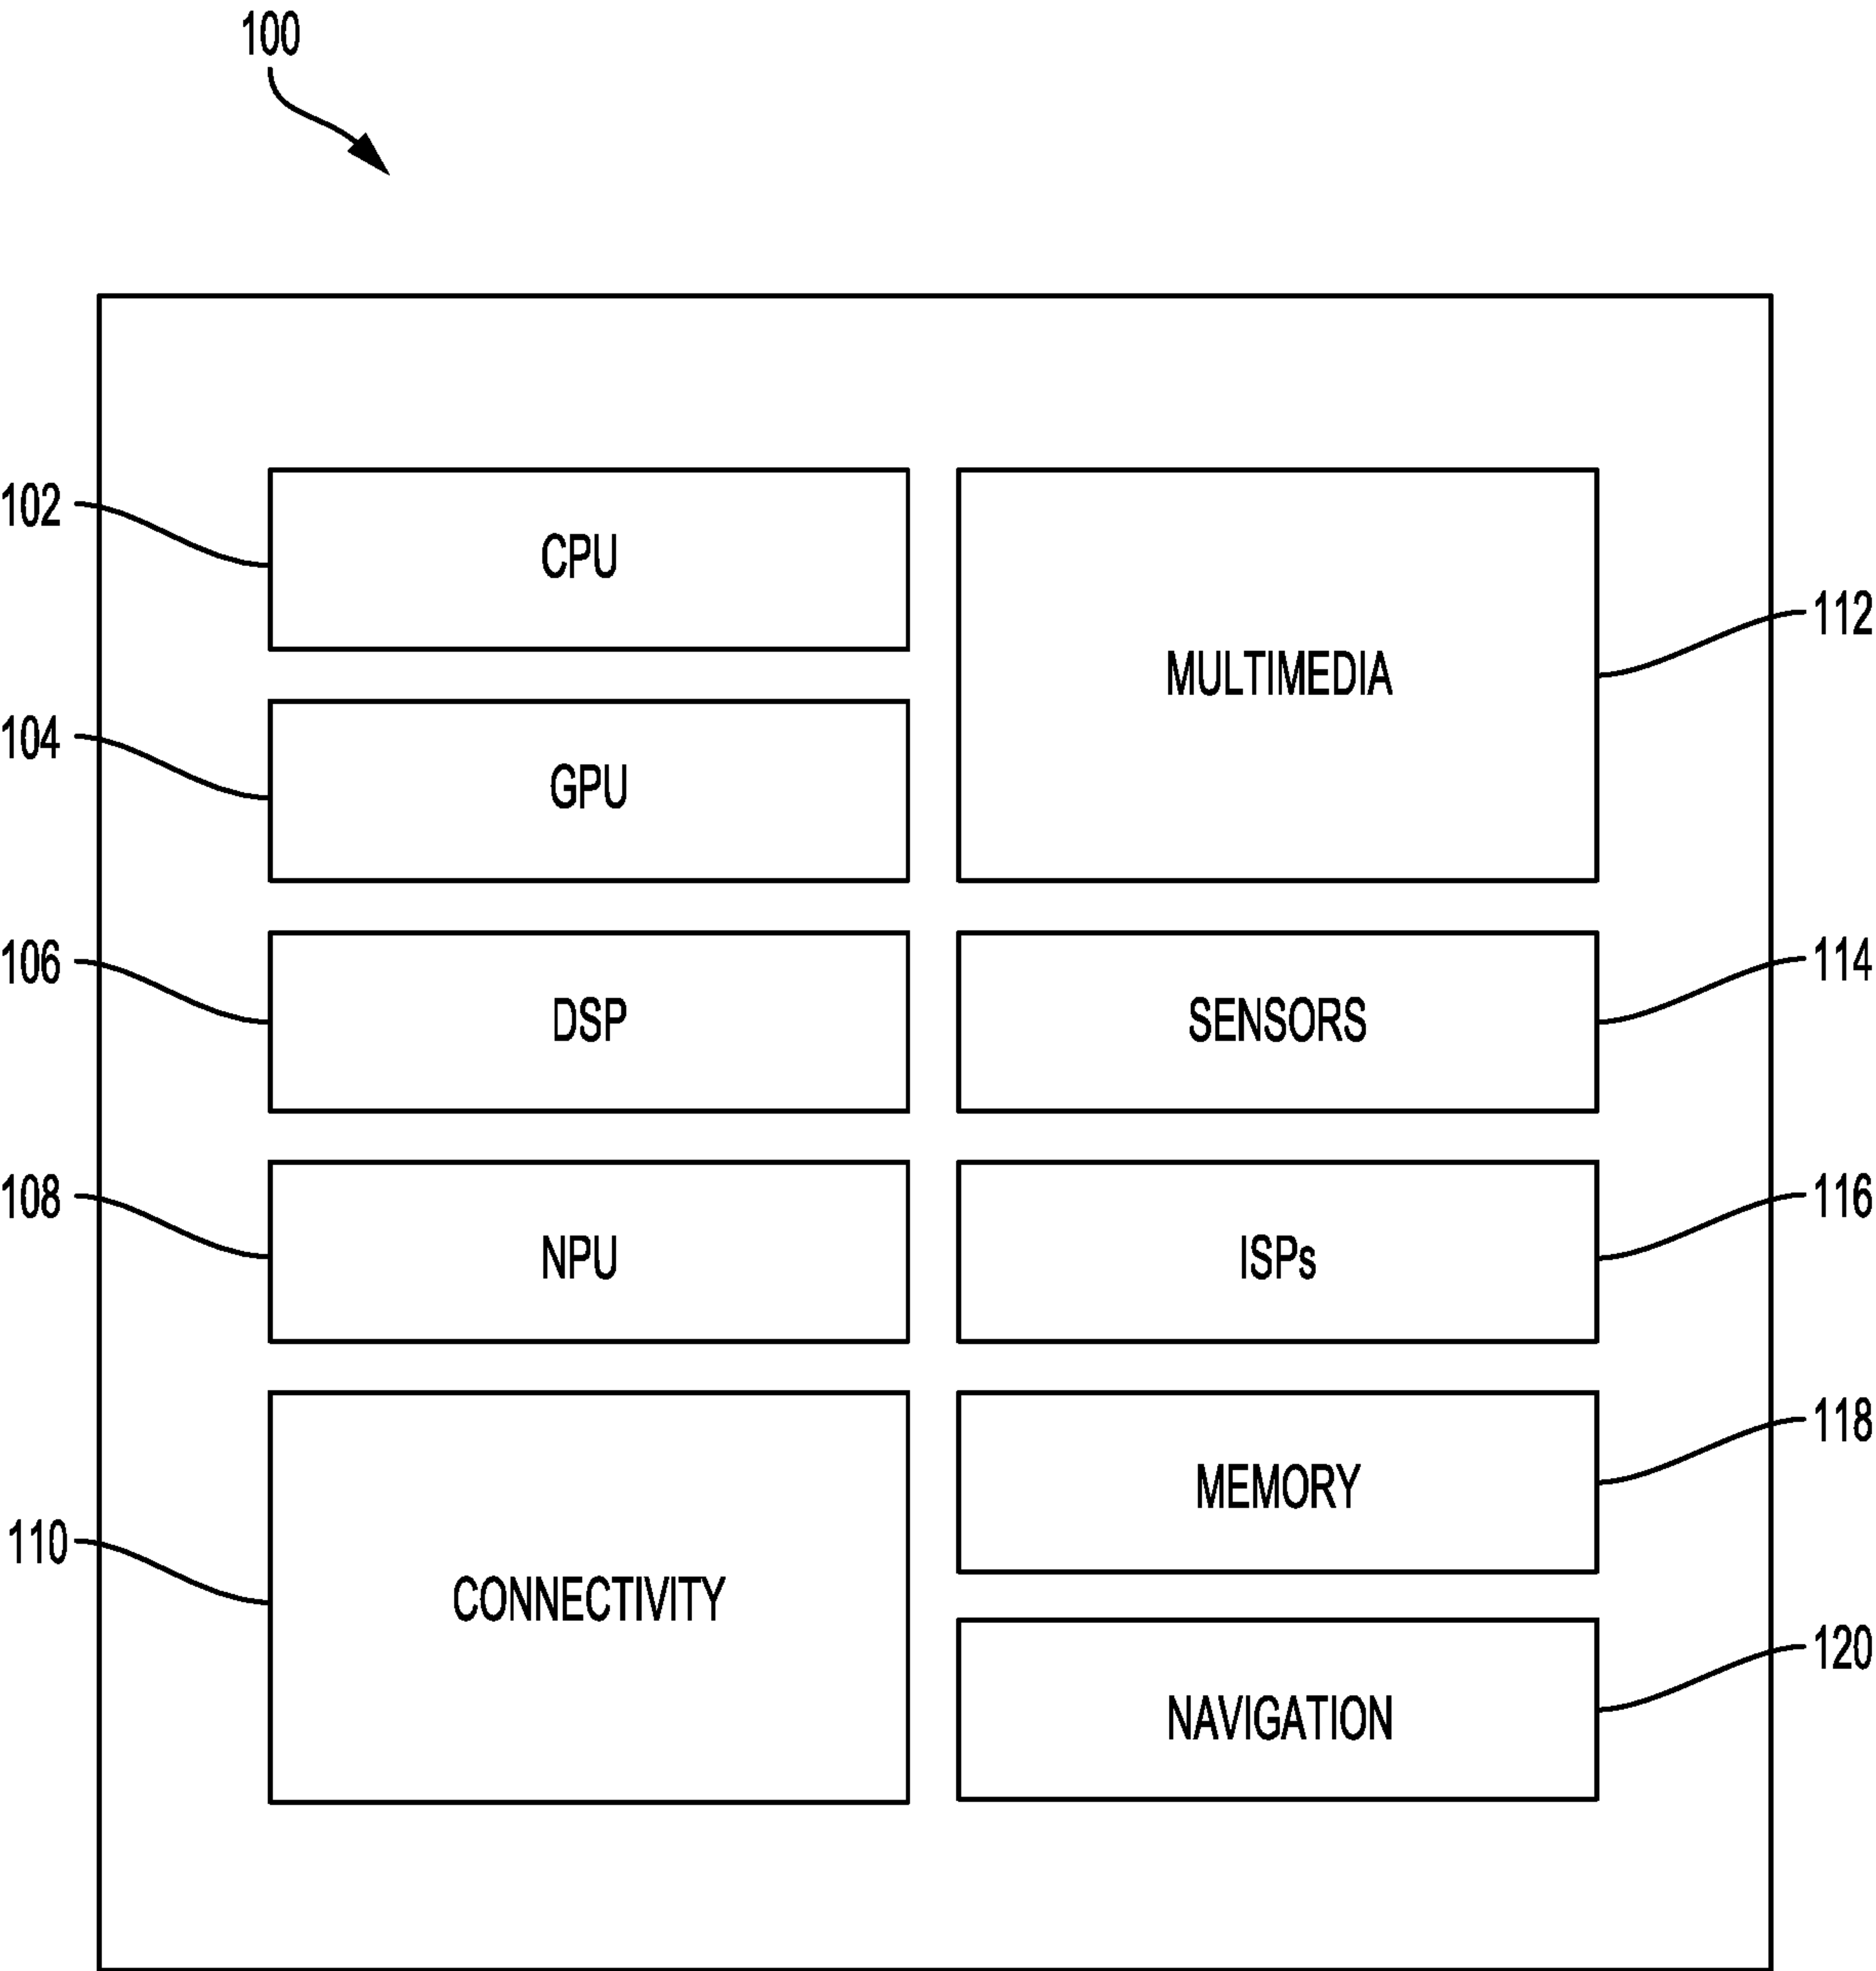 100
102
CPU
MULTIMEDIA
112
104
GPU
106
DSP
SENSORS
114
108
NPU
ISPs
116
110
CONNECTIVITY
MEMORY
118
NAVIGATION
120